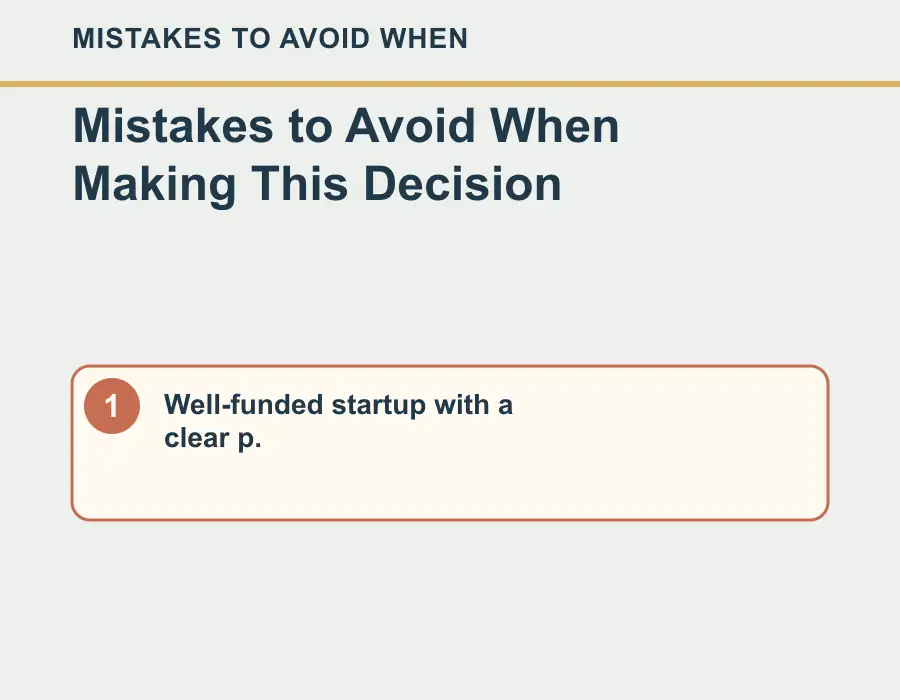 MISTAKES TO AVOID WHEN
Mistakes to Avoid When
Making This Decision
1
Well-funded startup with a
clear p.